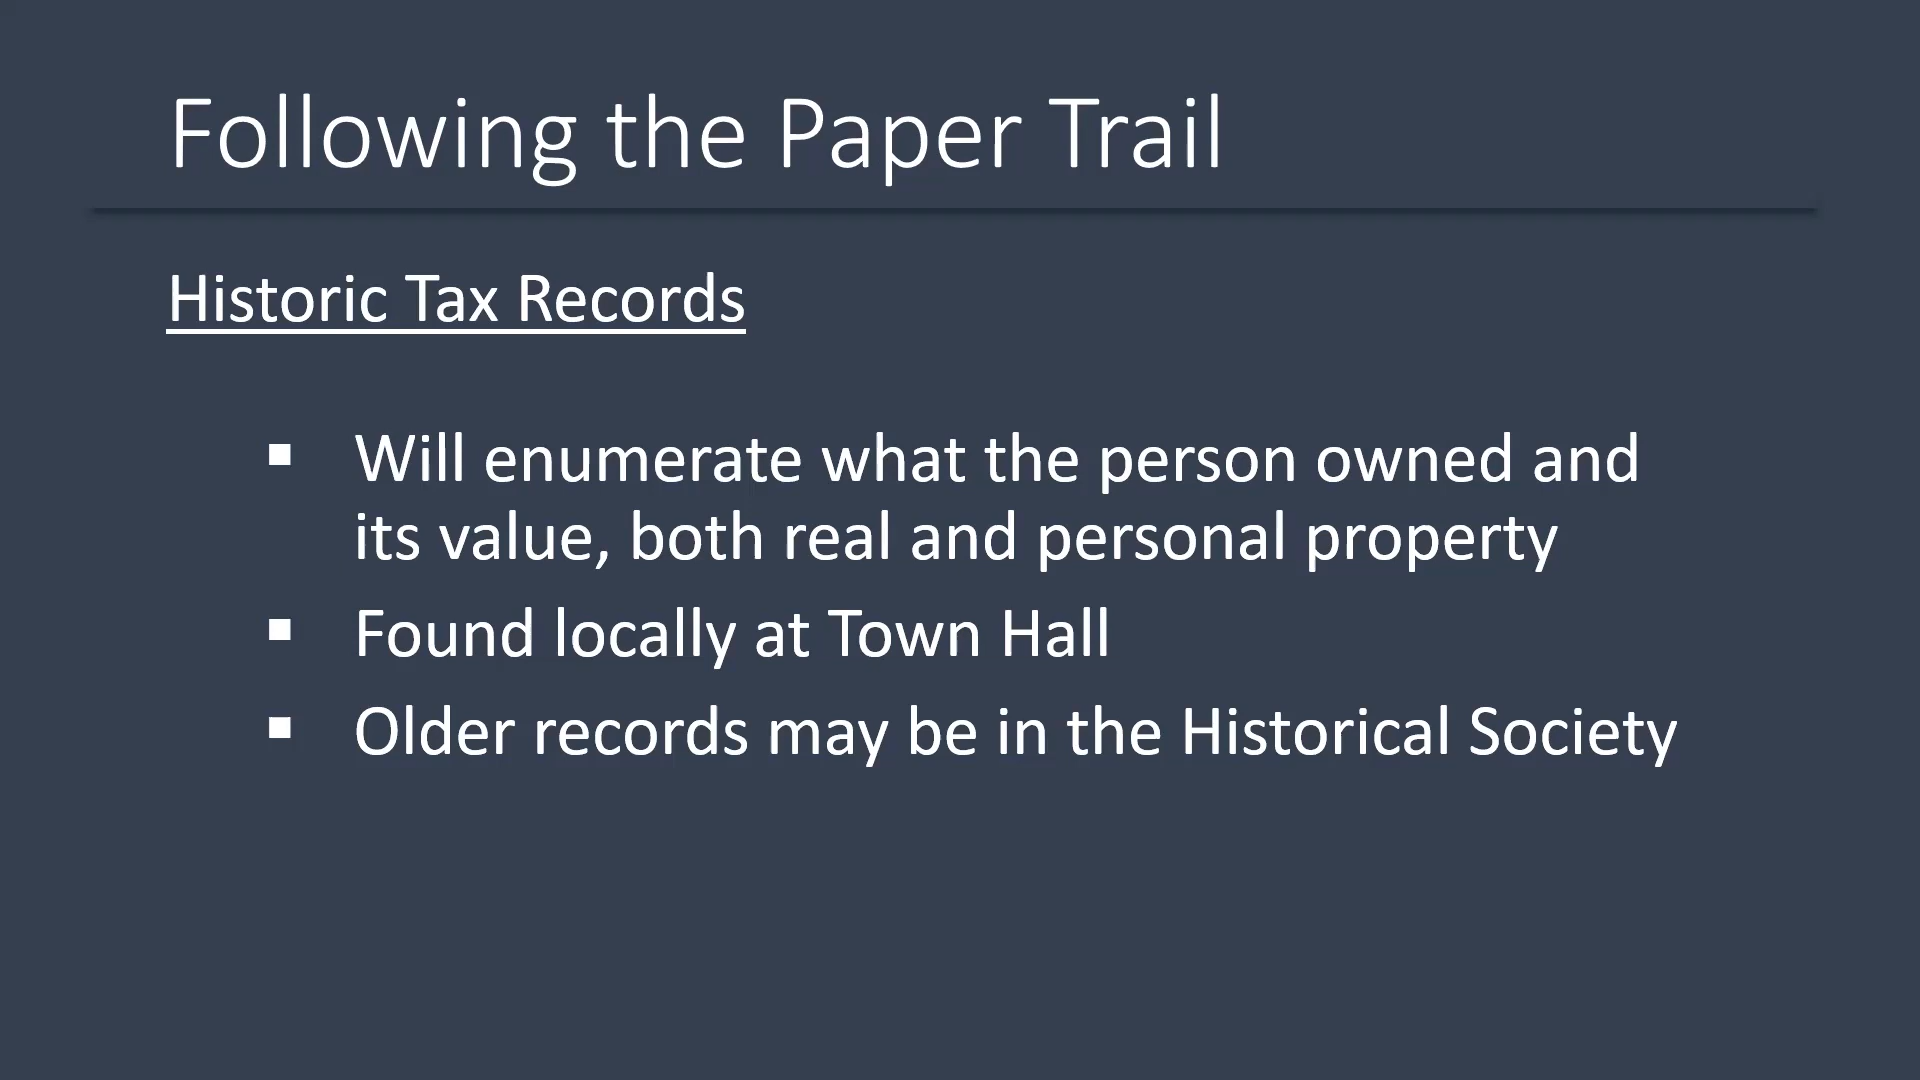 Following the Paper Trail
Historic Tax Records
▪ Will enumerate what the person owned and
its value, both real and personal property
▪ Found locally at Town Hall
▪ Older records may be in the Historical Society